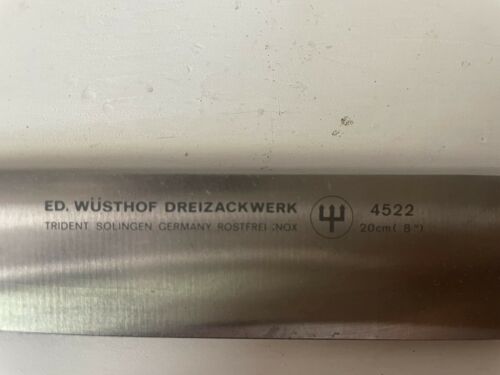 ED. WÜSTHOF DREIZACKWERK
TRIDENT SOLINGEN GERMANY ROSTFREI INOX
4522
20cm( 8")